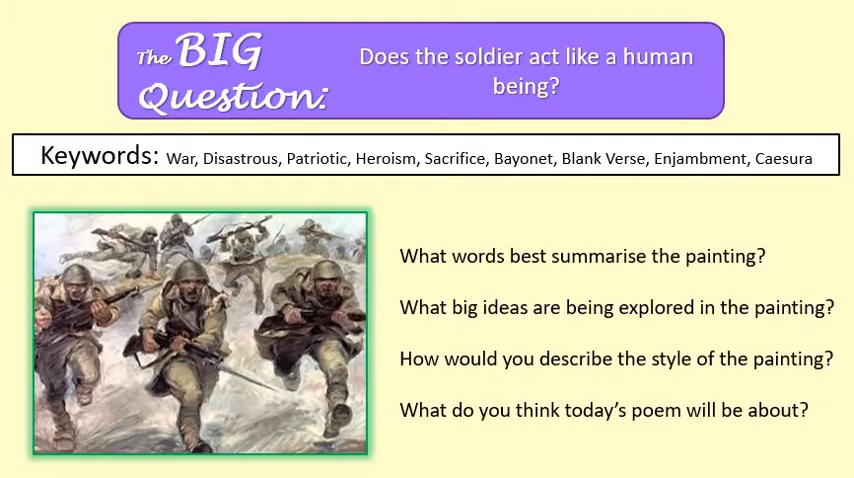 The BIG
Question:
Does the soldier act like a human
being?
Keywords: War, Disastrous, Patriotic, Heroism, Sacrifice, Bayonet, Blank Verse, Enjambment, Caesura
What words best summarise the painting?
What big ideas are being explored in the painting?
How would you describe the style of the painting?
What do you think today's poem will be about?